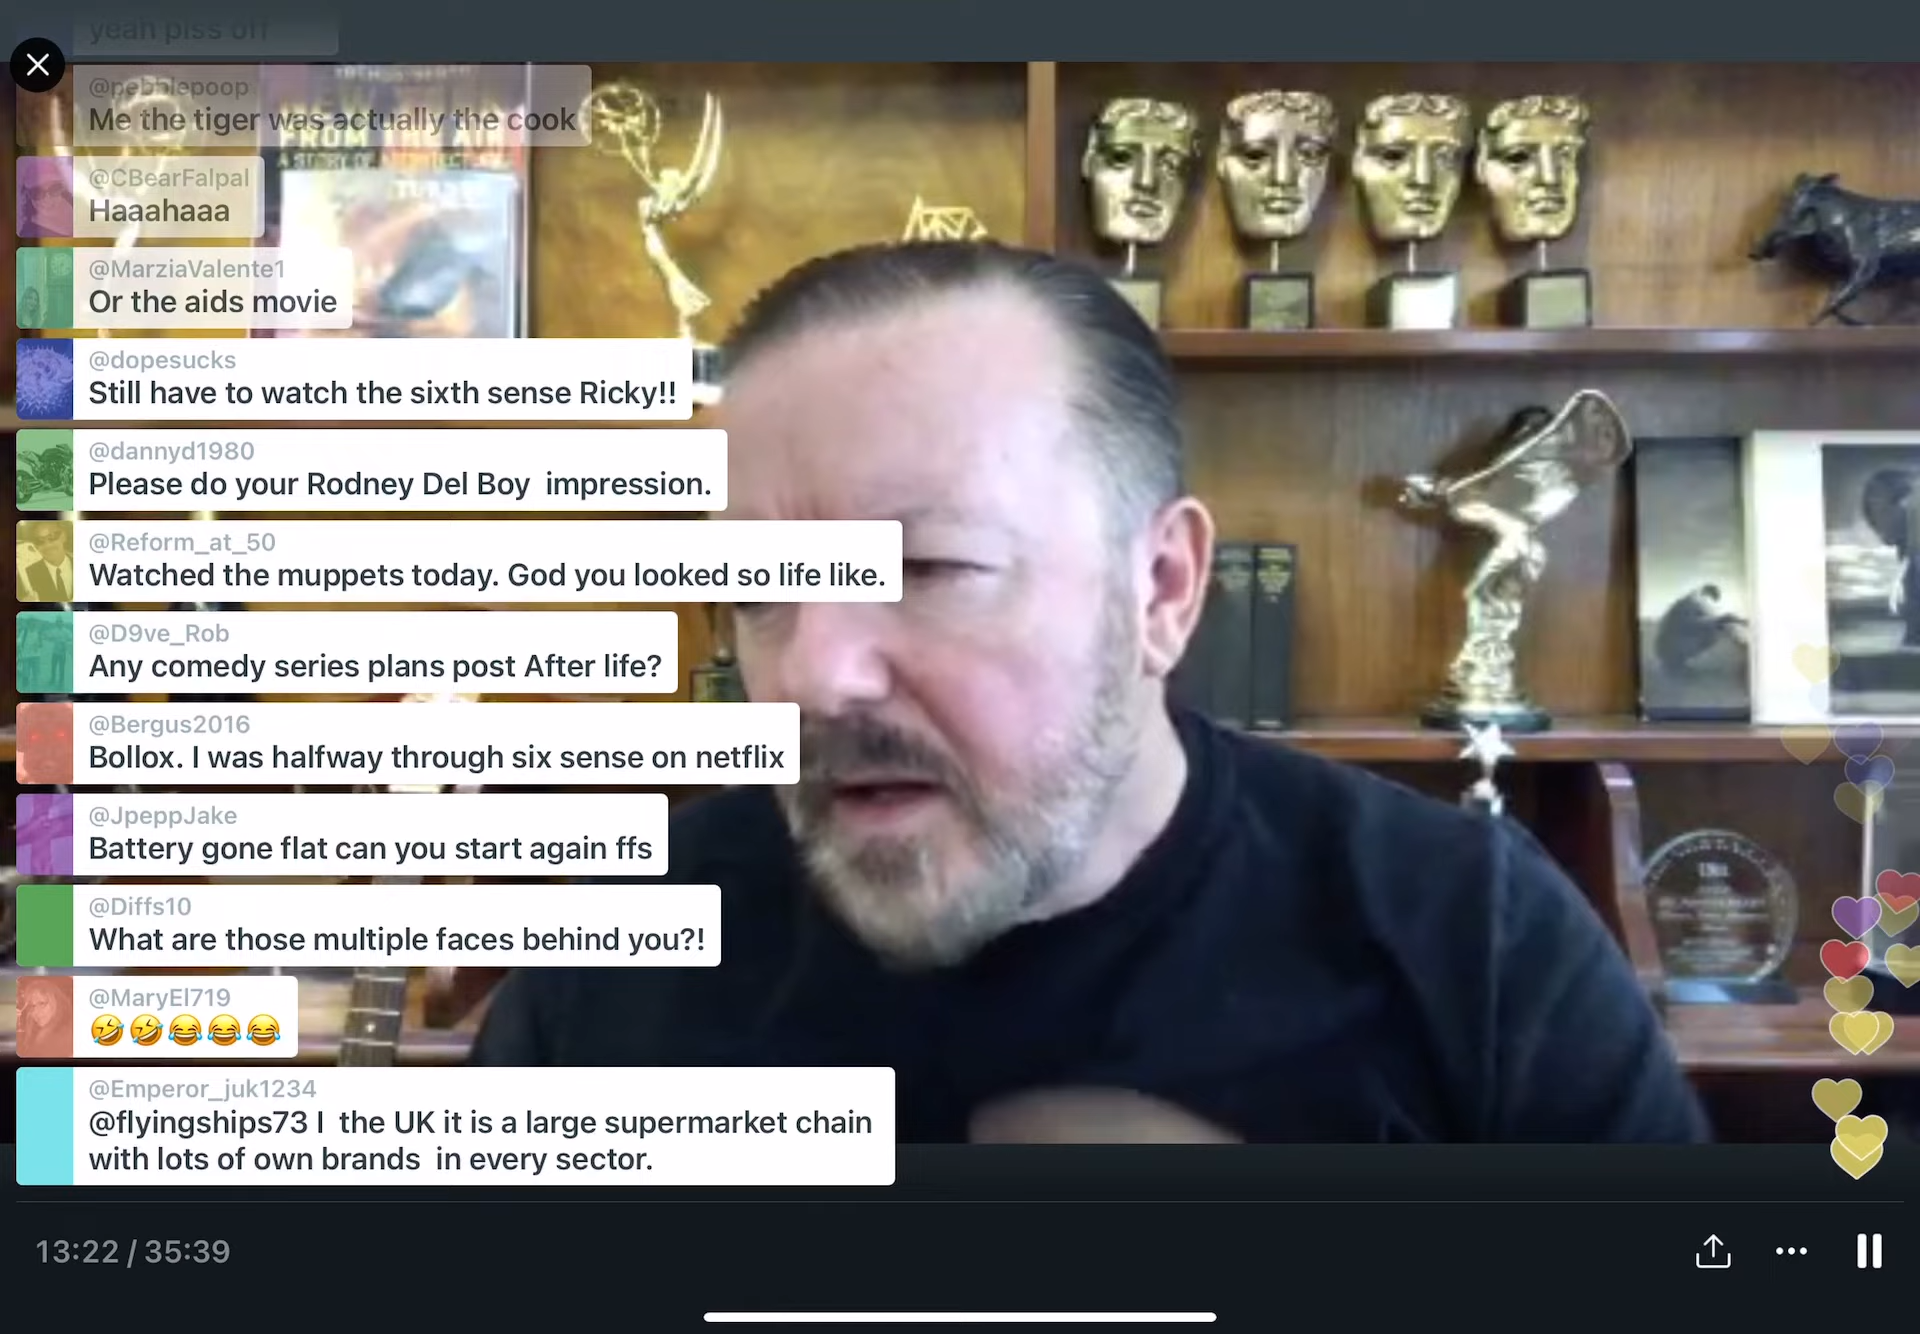 yeah piss off
@pebblepoop
Me the tiger was actually the cook
FROM THE AIR
@CBearFalpal
Haaahaaa
@MarziaValente1
Or the aids movie
@dopesucks
Still have to watch the sixth sense Ricky!!
@dannyd1980
Please do your Rodney Del Boy  impression.
@Reform_at_50
Watched the muppets today. God you looked so life like.
@D9ve_Rob
Any comedy series plans post After life?
@Bergus2016
Bollox. I was halfway through six sense on netflix
@JpeppJake
Battery gone flat can you start again ffs
@Diffs10
What are those multiple faces behind you?!
@MaryEl719
🤣🤣😂😂😂
@Emperor_juk1234
@flyingships73 I  the UK it is a large supermarket chain
with lots of own brands  in every sector.
13:22 / 35:39